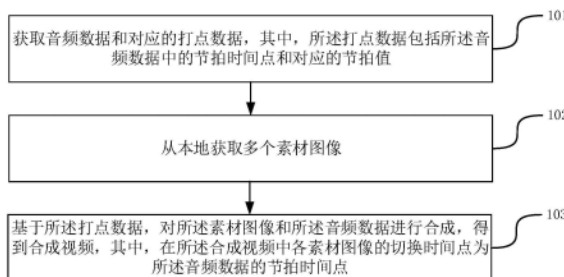 获取音频数据和对应的打点数据，其中，所述打点数据包括所述音
频数据中的节拍时间点和对应的节拍值
101
从本地获取多个素材图像
102
基于所述打点数据，对所述素材图像和所述音频数据进行合成，得
到合成视频，其中，在所述合成视频中各素材图像的切换时间点为
所述音频数据的节拍时间点
103